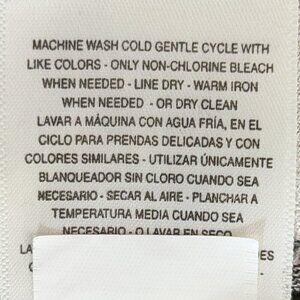 MACHINE WASH COLD GENTLE CYCLE WITH
LIKE COLORS - ONLY NON-CHLORINE BLEACH
WHEN NEEDED - LINE DRY - WARM IRON
WHEN NEEDED - OR DRY CLEAN
LAVAR A MÁQUINA CON AGUA FRÍA, EN EL
CICLO PARA PRENDAS DELICADAS Y CON
COLORES SIMILARES - UTILIZAR ÚNICAMENTE
BLANQUEADOR SIN CLORO CUANDO SEA
NECESARIO - SECAR AL AIRE - PLANCHAR A
TEMPERATURA MEDIA CUANDO SEA
NECESARIO - O LAVAR EN SECO